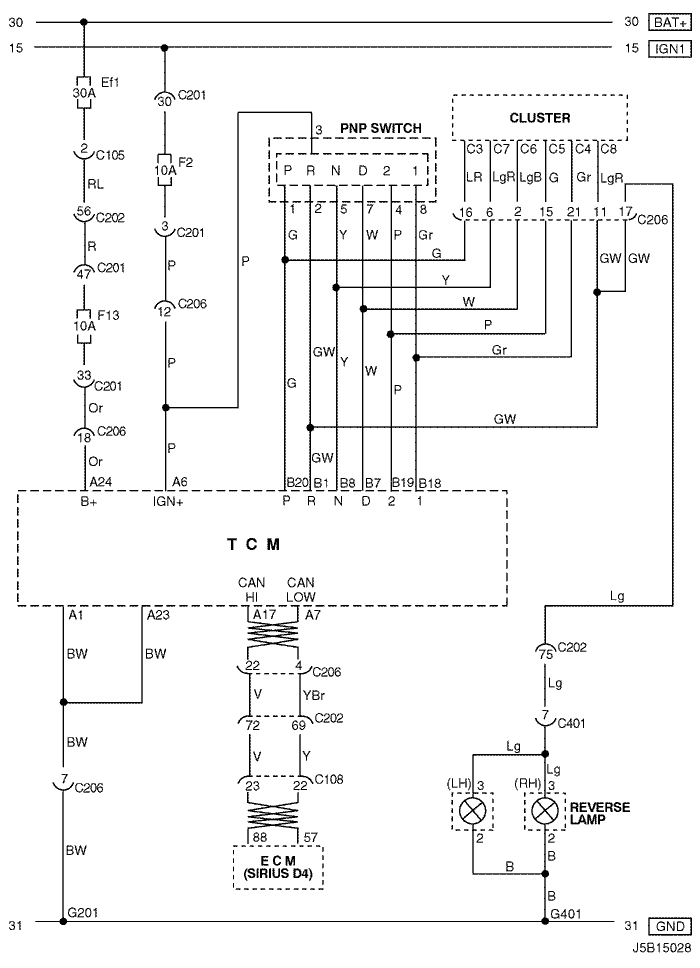 30 30 BAT+
15 15 IGN1
Ef1
30A
30 C201
CLUSTER
3 PNP SWITCH
2 C105
F2
10A
P R N D 2 1
C3 C7 C6 C5 C4 C8
RL
LR LgR LgB G Gr LgR
56 C202
1 2 5 7 4 8
16 6 2 15 21 11 17 C206
3 C201
R
G Y W P Gr
G
GW GW
47 C201
P
P
Y
12 C206
W
F13
10A
P
GW
Gr
Y
P
W
33 C201
G
P
Or
GW
18 C206
P
Or
GW
A24 A6 B20 B1 B8 B7 B19 B18
B+ IGN+ P R N D 2 1
T C M
CAN CAN
HI LOW
Lg
A1 A23 A17 A7
BW BW
75 C202
22 4 C206
Lg
V YBr
7 C401
72 69 C202
BW
Lg
V Y
Lg
7 C206
23 22 C108
(LH) 3 (RH) 3
REVERSE
LAMP
88 57
2 2
BW
E C M
(SIRIUS D4)
B B
B
G201 G401
31 31 GND
J5B15028